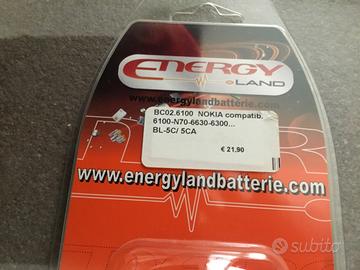 ENERGY
LAND
www.energylandbatterie.com
BC02.6100 NOKIA compatib.
6100-N70-6630-6300...
BL-5C/ 5CA
€ 21.90
www.energylandbatterie.com
subito